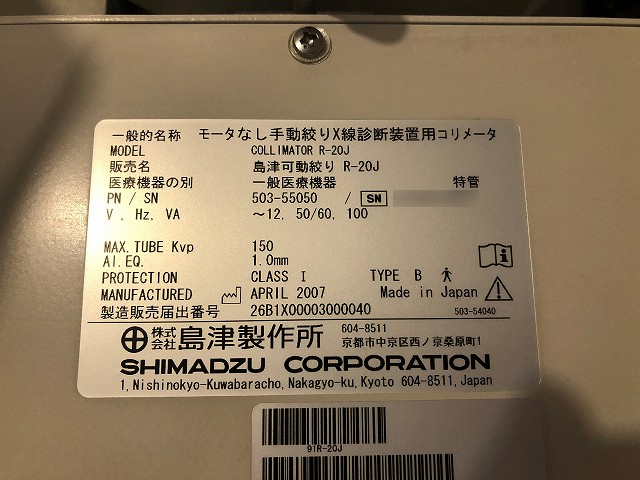 一般的名称 モータなし手動絞りX線診断装置用コリメータ
MODEL COLLIMATOR R-20J
販売名 島津可動絞り R-20J
医療機器の別 一般医療機器 特管
PN / SN 503-55050 / SN
V, Hz, VA ～12, 50/60, 100
MAX. TUBE Kvp 150
Al. EQ. 1.0mm
PROTECTION CLASS I TYPE B
MANUFACTURED APRIL 2007 Made in Japan
製造販売届出番号 26B1X00003000040 503-54040
株式会社 島津製作所 604-8511 京都市中京区西ノ京桑原町1
SHIMADZU CORPORATION
1, Nishinokyo-Kuwabaracho, Nakagyo-ku, Kyoto 604-8511, Japan
91R-20J